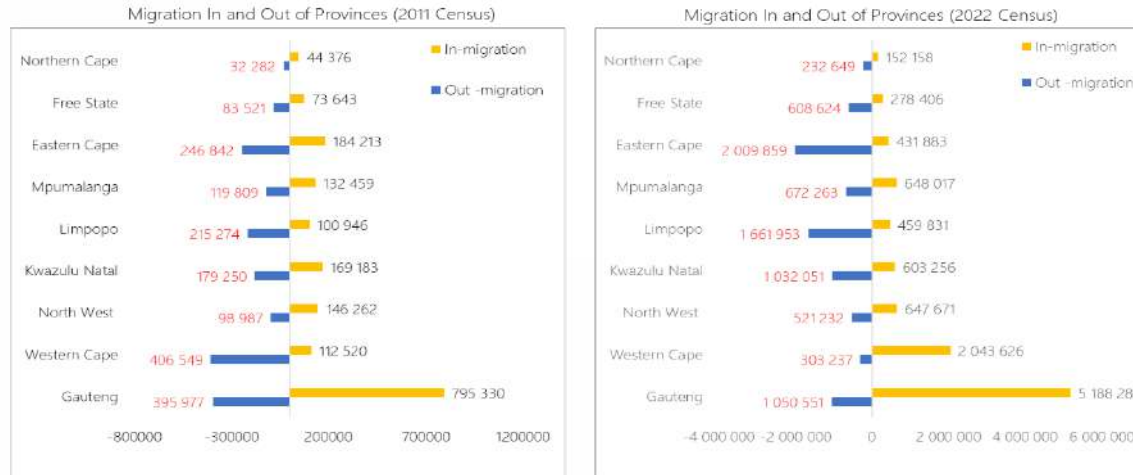 Migration In and Out of Provinces (2011 Census)
In-migration
Out -migration
Northern Cape 32 282 44 376
Free State 83 521 73 643
Eastern Cape 246 842 184 213
Mpumalanga 119 809 132 459
Limpopo 215 274 100 946
Kwazulu Natal 179 250 169 183
North West 98 987 146 262
Western Cape 406 549 112 520
Gauteng 395 977 795 330
-800000 -300000 200000 700000 1200000
Migration In and Out of Provinces (2022 Census)
In-migration
Out -migration
Northern Cape 232 649 152 158
Free State 608 624 278 406
Eastern Cape 2 009 859 431 883
Mpumalanga 672 263 648 017
Limpopo 1 661 953 459 831
Kwazulu Natal 1 032 051 603 256
North West 521 232 647 671
Western Cape 303 237 2 043 626
Gauteng 1 050 551 5 188 28
-4 000 000 -2 000 000 0 2 000 000 4 000 000 6 000 000